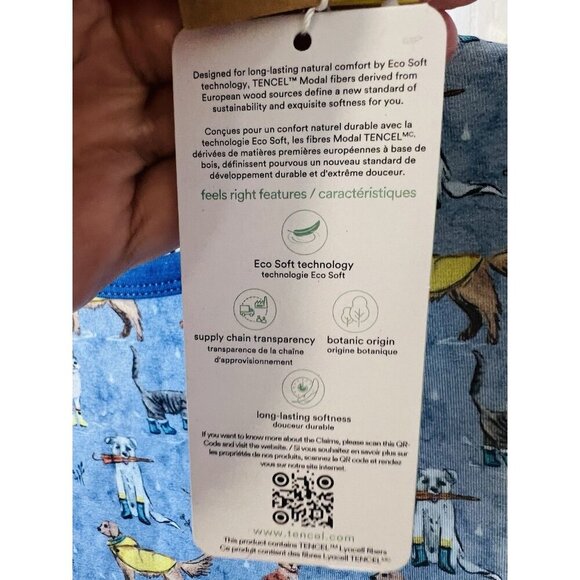 Designed for long-lasting natural comfort by Eco Soft
technology, TENCEL™ Modal fibers derived from
European wood sources define a new standard of
sustainability and exquisite softness for you.
Conçues pour un confort naturel durable avec la
technologie Eco Soft, les fibres Modal TENCELᴹᶜ,
dérivées de matières premières européennes à base de
bois, définissent pourvous un nouveau standard de
développement durable et d'extrême douceur.
feels right features / caractéristiques
Eco Soft technology
technologie Eco Soft
supply chain transparency
transparence de la chaîne
d'approvisionnement
botanic origin
origine botanique
long-lasting softness
douceur durable
If you want to know more about the Claims, please scan this QR-
Code and visit the website. / Si vous souhaitez en savoir plus sur
les propriétés de nos produits, scannez le QR code et rendez
vous sur notre site internet.
www.tencel.com
This product contains TENCEL™ Lyocell fibers
Ce produit contient des fibres Lyocell TENCELᴹᶜ